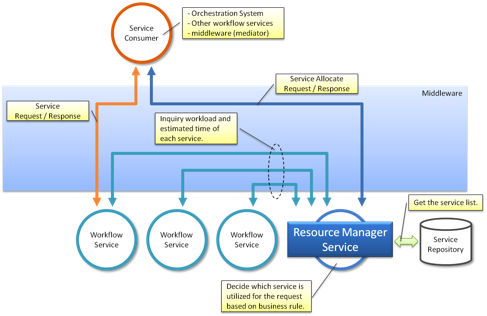 Service
Consumer
- Orchestration System
- Other workflow services
- middleware (mediator)
Service Allocate
Request / Response
Middleware
Service
Request / Response
Inquiry workload and
estimated time of
each service.
Get the service list.
Workflow
Service
Workflow
Service
Workflow
Service
Resource Manager
Service
Service
Repository
Decide which service is
utilized for the request
based on business rule.